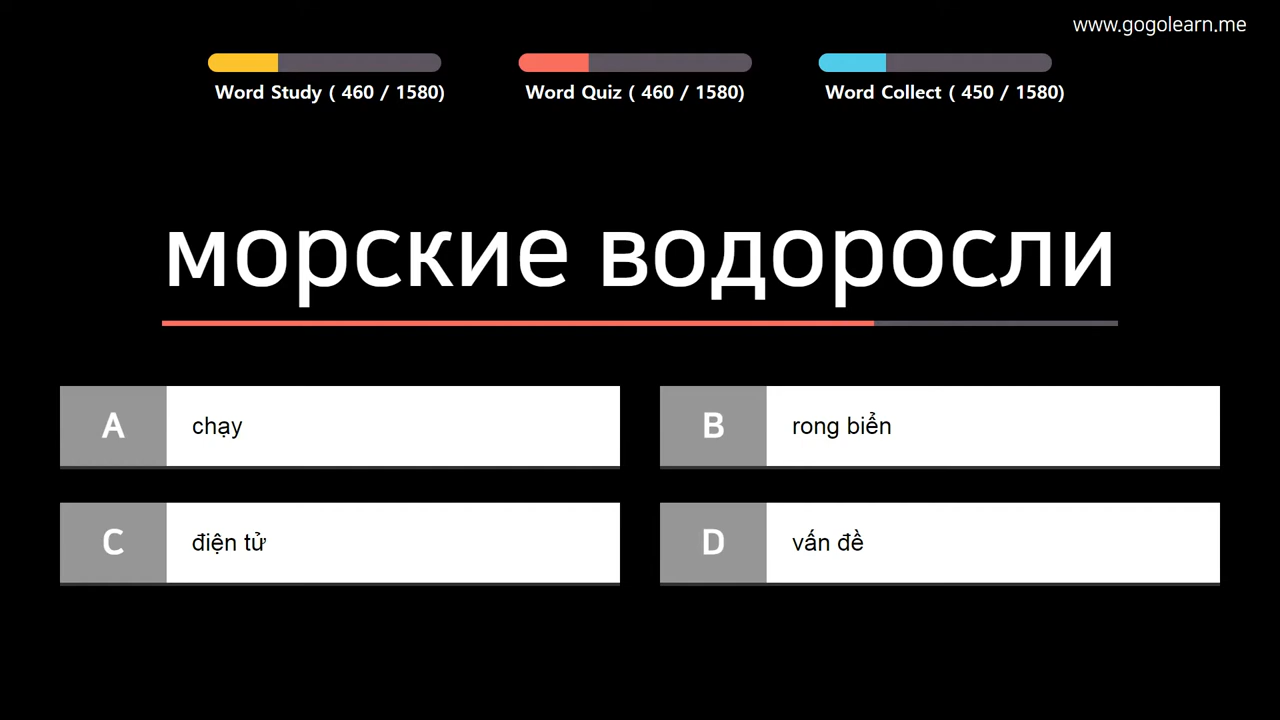 www.gogolearn.me
Word Study ( 460 / 1580)
Word Quiz ( 460 / 1580)
Word Collect ( 450 / 1580)
морские водоросли
A
chạy
B
rong biển
C
điện tử
D
vấn đề